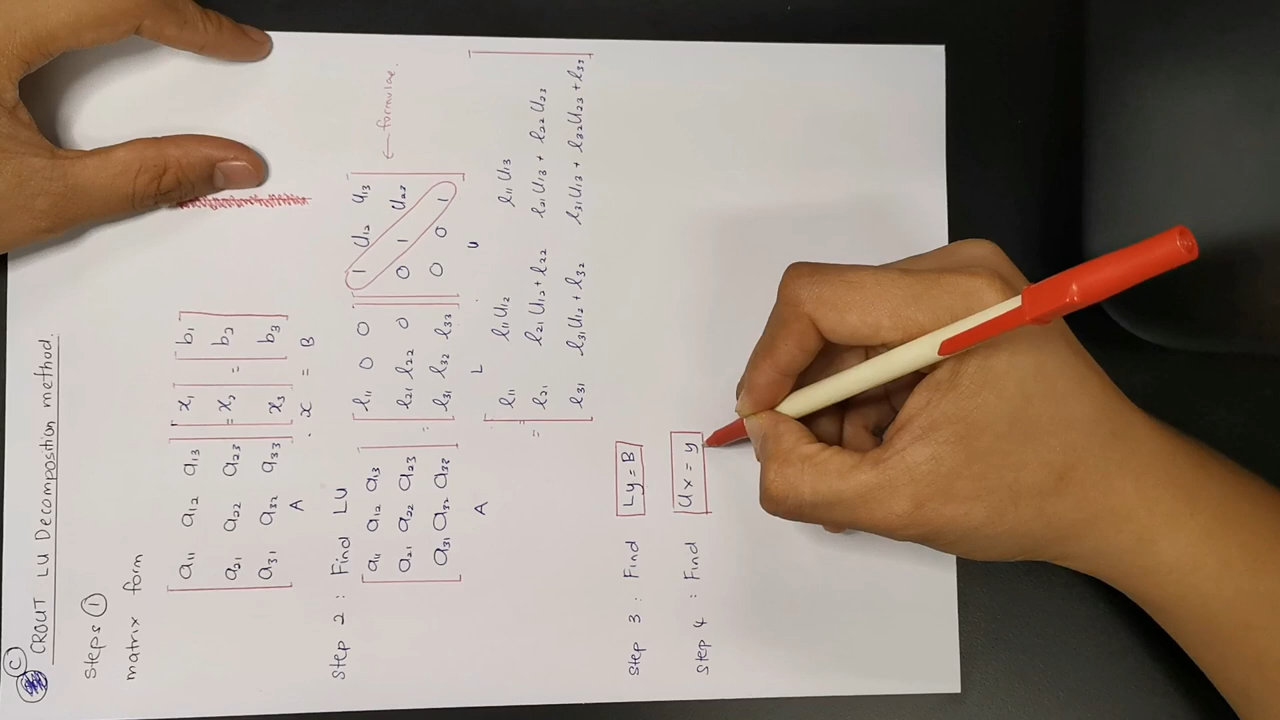 C CROUT LU Decomposition method.
Steps ①
matrix form
[a11 a12 a13] [x1] [b1]
[a21 a22 a23] = [x2] = [b2]
[a31 a32 a33] [x3] [b3]
A . x = B
Step 2 : Find LU
[a11 a12 a13] [l11 0 0] [1 U12 U13] ← formulae.
[a21 a22 a23] = [l21 l22 0] [0 1 U23]
[a31 a32 a33] [l31 l32 l33] [0 0 1]
A L . U
= [l11 l11U12 l11U13]
[l21 l21U12+l22 l21U13 + l22U23]
[l31 l31U12 + l32 l31U13 + l32U23 + l33]
Step 3 : Find Ly = B
Step 4 : Find Ux = y